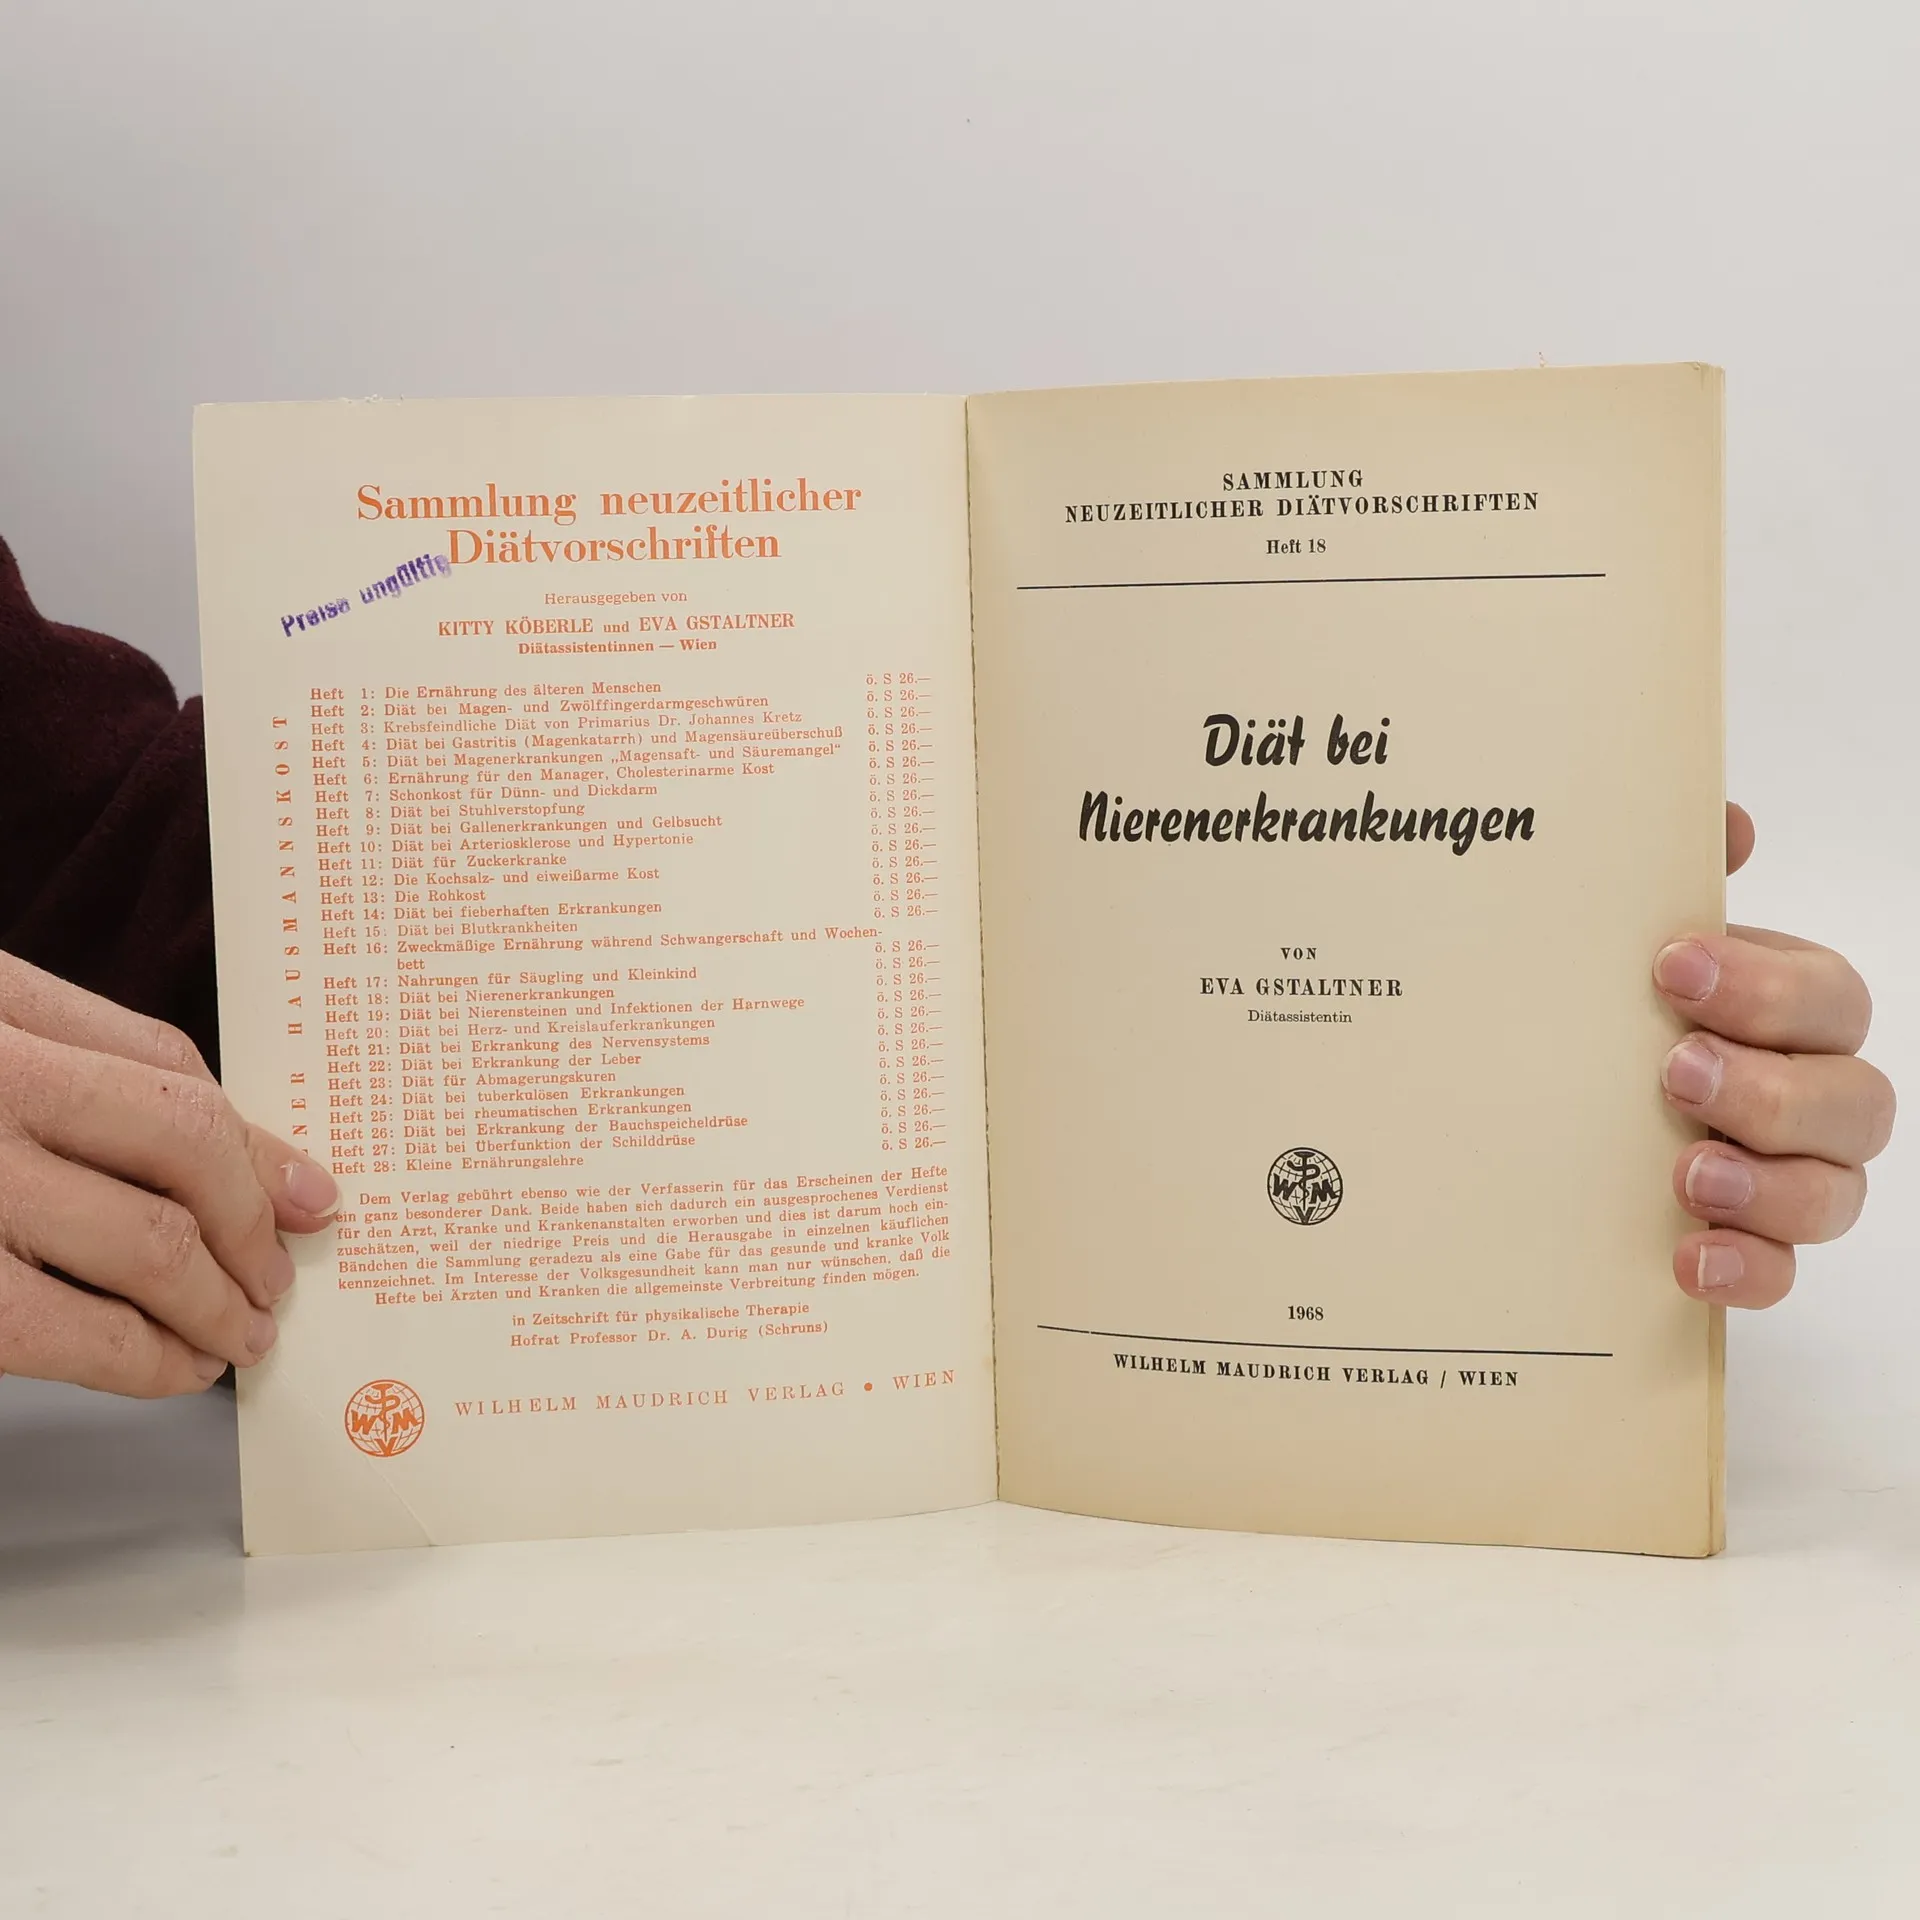 Sammlung neuzeitlicher
Diätvorschriften
Preise ungültig
Herausgegeben von
KITTY KÖBERLE und EVA GSTALTNER
Diätassistentinnen — Wien
NER HAUSMANNSKOST
Heft 1: Die Ernährung des älteren Menschen ö. S 26.—
Heft 2: Diät bei Magen- und Zwölffingerdarmgeschwüren ö. S 26.—
Heft 3: Krebsfeindliche Diät von Primarius Dr. Johannes Kretz ö. S 26.—
Heft 4: Diät bei Gastritis (Magenkatarrh) und Magensäureüberschuß ö. S 26.—
Heft 5: Diät bei Magenerkrankungen „Magensaft- und Säuremangel“ ö. S 26.—
Heft 6: Ernährung für den Manager, Cholesterinarme Kost ö. S 26.—
Heft 7: Schonkost für Dünn- und Dickdarm ö. S 26.—
Heft 8: Diät bei Stuhlverstopfung ö. S 26.—
Heft 9: Diät bei Gallenerkrankungen und Gelbsucht ö. S 26.—
Heft 10: Diät bei Arteriosklerose und Hypertonie ö. S 26.—
Heft 11: Diät für Zuckerkranke ö. S 26.—
Heft 12: Die Kochsalz- und eiweißarme Kost ö. S 26.—
Heft 13: Die Rohkost ö. S 26.—
Heft 14: Diät bei fieberhaften Erkrankungen ö. S 26.—
Heft 15: Diät bei Blutkrankheiten ö. S 26.—
Heft 16: Zweckmäßige Ernährung während Schwangerschaft und Wochen-
bett ö. S 26.—
Heft 17: Nahrungen für Säugling und Kleinkind ö. S 26.—
Heft 18: Diät bei Nierenerkrankungen ö. S 26.—
Heft 19: Diät bei Nierensteinen und Infektionen der Harnwege ö. S 26.—
Heft 20: Diät bei Herz- und Kreislauferkrankungen ö. S 26.—
Heft 21: Diät bei Erkrankung des Nervensystems ö. S 26.—
Heft 22: Diät bei Erkrankung der Leber ö. S 26.—
Heft 23: Diät für Abmagerungskuren ö. S 26.—
Heft 24: Diät bei tuberkulösen Erkrankungen ö. S 26.—
Heft 25: Diät bei rheumatischen Erkrankungen ö. S 26.—
Heft 26: Diät bei Erkrankung der Bauchspeicheldrüse ö. S 26.—
Heft 27: Diät bei Überfunktion der Schilddrüse ö. S 26.—
Heft 28: Kleine Ernährungslehre ö. S 26.—
Dem Verlag gebührt ebenso wie der Verfasserin für das Erscheinen der Hefte
ein ganz besonderer Dank. Beide haben sich dadurch ein ausgesprochenes Verdienst
für den Arzt, Kranke und Krankenanstalten erworben und dies ist darum hoch ein-
zuschätzen, weil der niedrige Preis und die Herausgabe in einzelnen käuflichen
Bändchen die Sammlung geradezu als eine Gabe für das gesunde und kranke Volk
kennzeichnet. Im Interesse der Volksgesundheit kann man nur wünschen, daß die
Hefte bei Ärzten und Kranken die allgemeinste Verbreitung finden mögen.
in Zeitschrift für physikalische Therapie
Hofrat Professor Dr. A. Durig (Schruns)
WMV
WILHELM MAUDRICH VERLAG • WIEN
SAMMLUNG
NEUZEITLICHER DIÄTVORSCHRIFTEN
Heft 18
Diät bei
Nierenerkrankungen
VON
EVA GSTALTNER
Diätassistentin
WMV
1968
WILHELM MAUDRICH VERLAG / WIEN